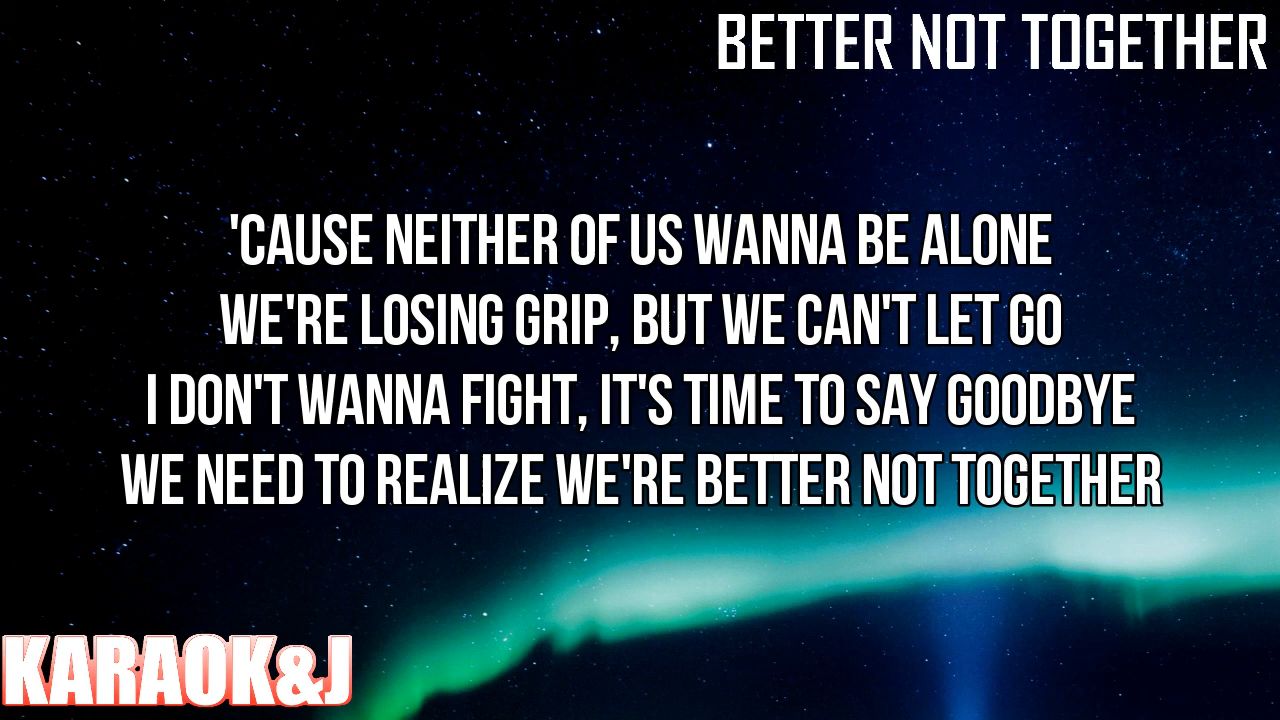 BETTER NOT TOGETHER
'CAUSE NEITHER OF US WANNA BE ALONE
WE'RE LOSING GRIP, BUT WE CAN'T LET GO
I DON'T WANNA FIGHT, IT'S TIME TO SAY GOODBYE
WE NEED TO REALIZE WE'RE BETTER NOT TOGETHER
KARAOK&J